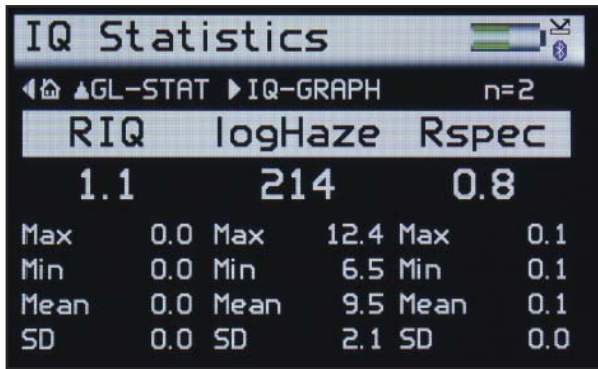 IQ Statistics
GL-STAT IQ-GRAPH n=2
RIQ logHaze Rspec
1.1 214 0.8
Max 0.0 Max 12.4 Max 0.1
Min 0.0 Min 6.5 Min 0.1
Mean 0.0 Mean 9.5 Mean 0.1
SD 0.0 SD 2.1 SD 0.0